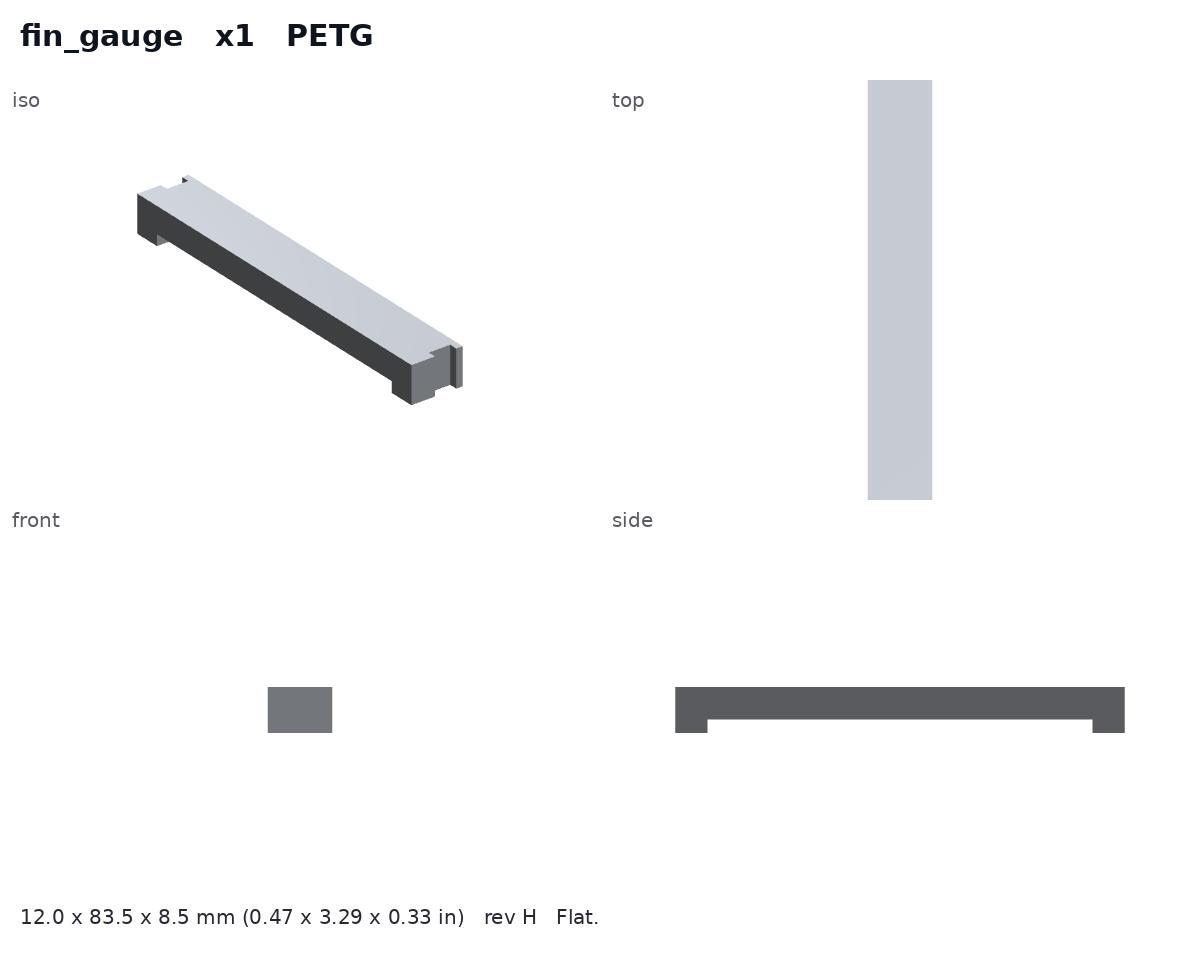 fin_gauge x1 PETG
iso
top
front
side
12.0 x 83.5 x 8.5 mm (0.47 x 3.29 x 0.33 in) rev H Flat.